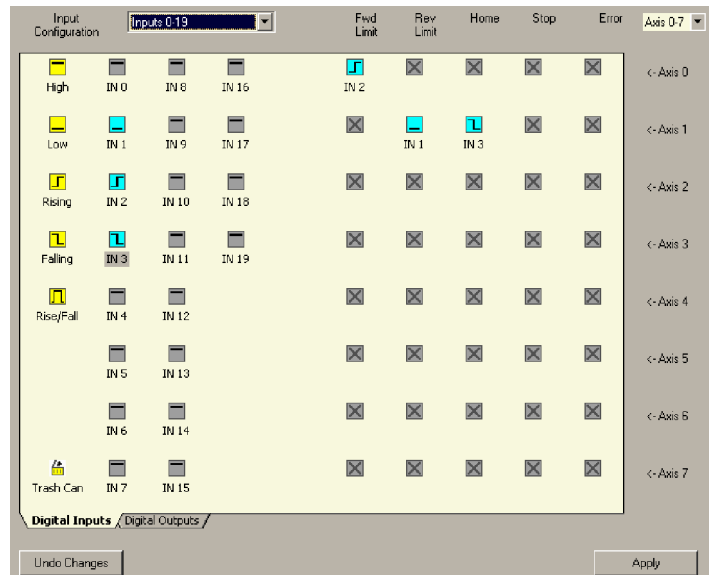 Input Configuration
Inputs 0-19
Fwd Limit
Rev Limit
Home
Stop
Error
Axis 0-7
High
IN 0
IN 8
IN 16
IN 2
<- Axis 0
Low
IN 1
IN 9
IN 17
IN 1
IN 3
<- Axis 1
Rising
IN 2
IN 10
IN 18
<- Axis 2
Falling
IN 3
IN 11
IN 19
<- Axis 3
Rise/Fall
IN 4
IN 12
<- Axis 4
IN 5
IN 13
<- Axis 5
IN 6
IN 14
<- Axis 6
Trash Can
IN 7
IN 15
<- Axis 7
Digital Inputs
Digital Outputs
Undo Changes
Apply